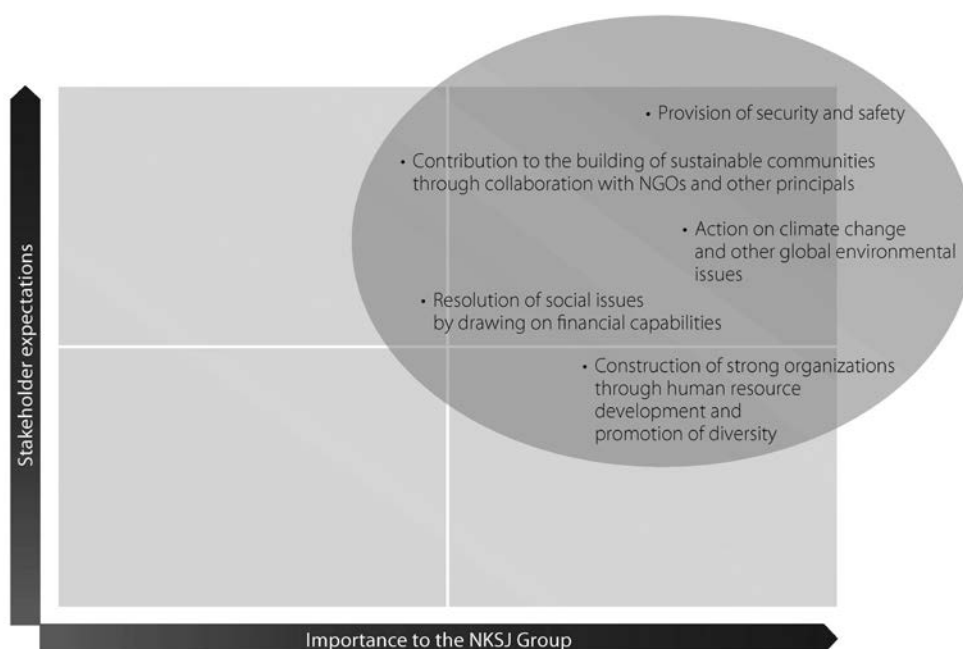 • Provision of security and safety
• Contribution to the building of sustainable communities
through collaboration with NGOs and other principals
• Action on climate change
and other global environmental
issues
• Resolution of social issues
by drawing on financial capabilities
• Construction of strong organizations
through human resource
development and
promotion of diversity
Stakeholder expectations
Importance to the NKSJ Group